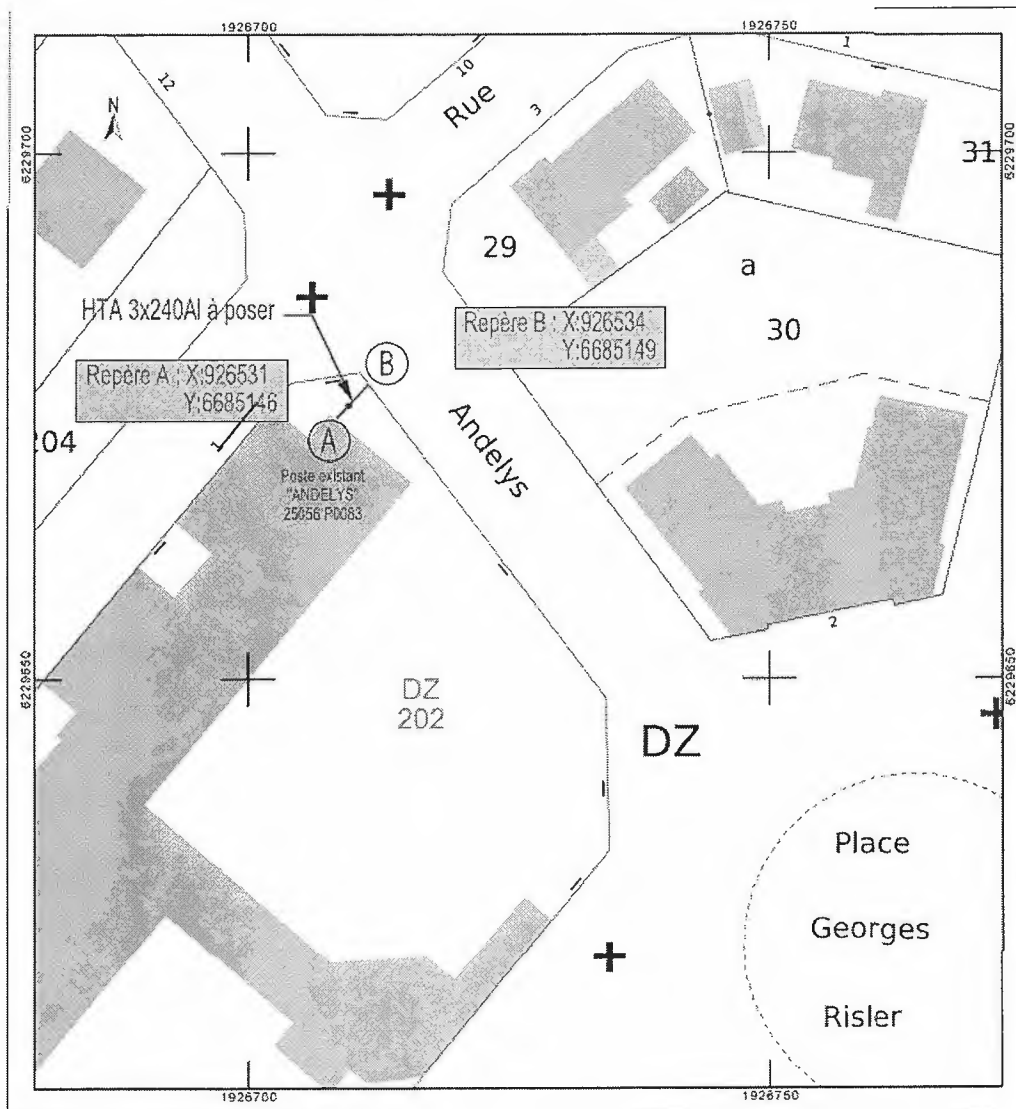 1926700
1926750
12
10
1
N
Rue
3
6229700
31
6229700
29
a
HTA 3x240Al à poser
Repère B : X:926534
Y:6685149
30
Repère A : X:926531
Y:6685146
B
A
204
1
Andelys
Poste existant
"ANDELYS"
25056 P0083
2
6229650
6229650
DZ
202
DZ
Place
Georges
Risler
1926700
1926750